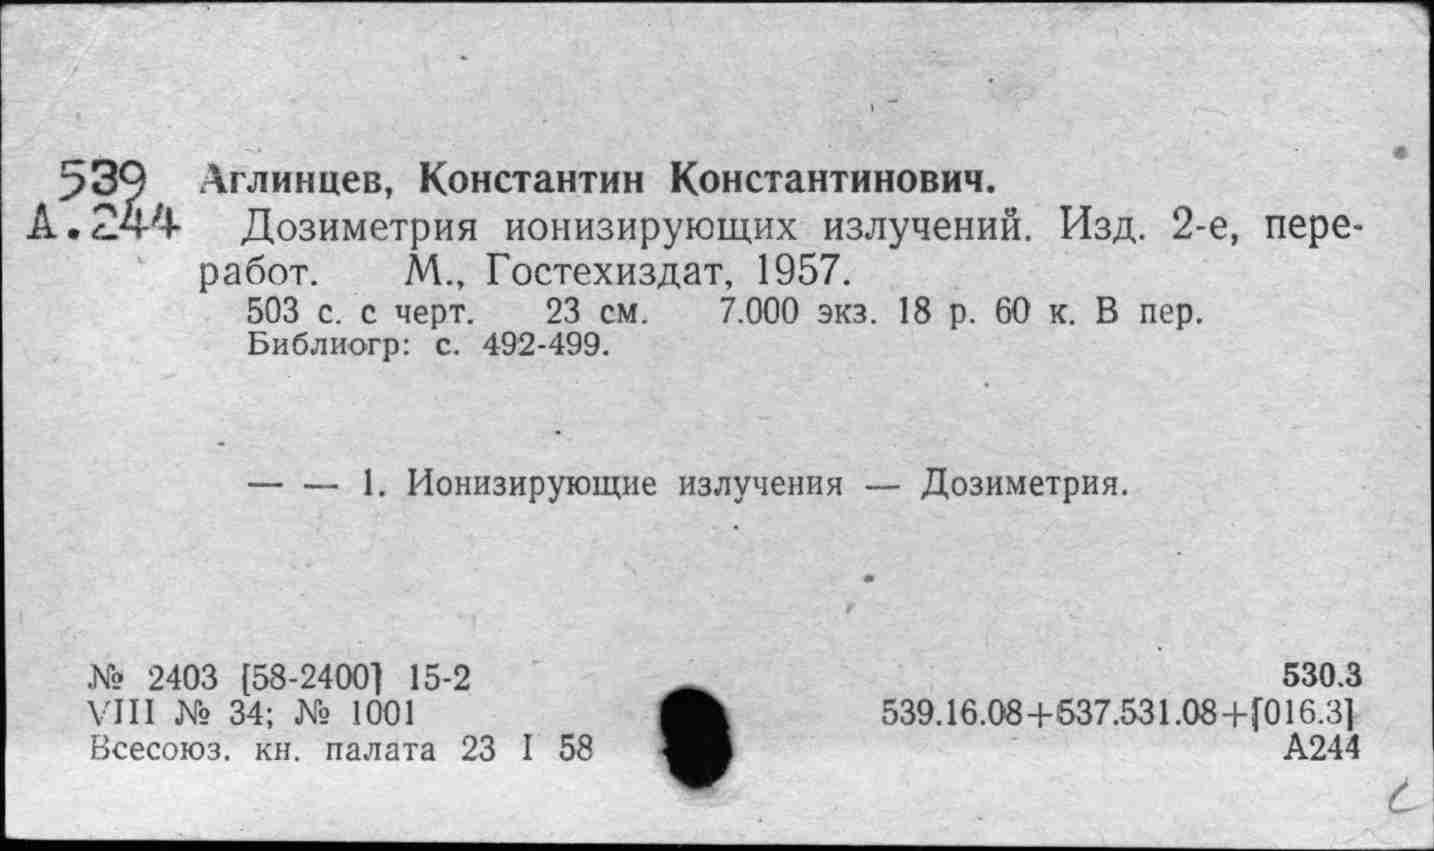 539 Аглинцев, Константин Константинович.
А.244 Дозиметрия ионизирующих излучений. Изд. 2-е, пере-
работ. М., Гостехиздат, 1957.
503 с. с черт. 23 см. 7.000 экз. 18 р. 60 к. В пер.
Библиогр: с. 492-499.
— — 1. Ионизирующие излучения — Дозиметрия.
№ 2403 [58-2400] 15-2
VIII № 34; № 1001
Всесоюз. кн. палата 23 I 58
530.3
539.16.08+537.531.08+[016.3]
А244